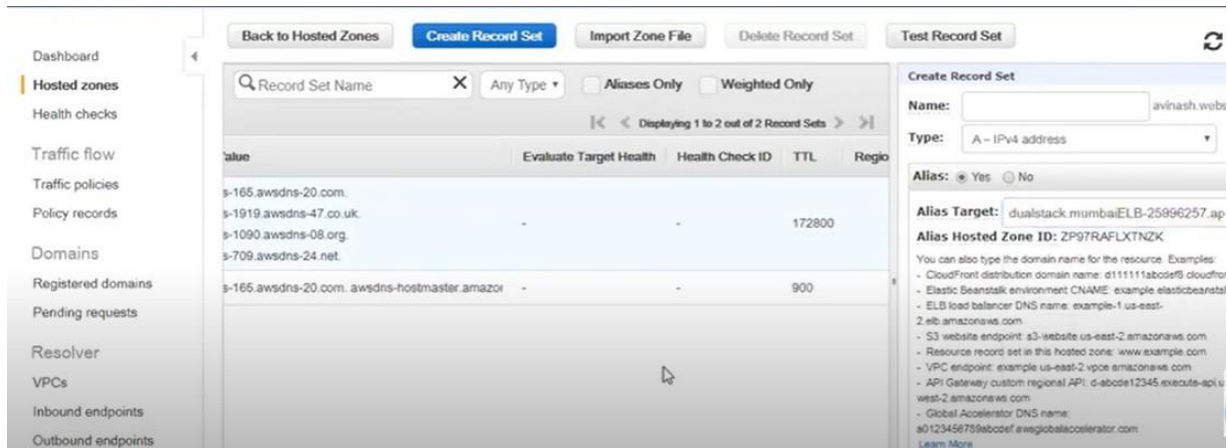 Back to Hosted Zones Create Record Set Import Zone File Delete Record Set Test Record Set
Dashboard
Hosted zones
Health checks
Traffic flow
Traffic policies
Policy records
Domains
Registered domains
Pending requests
Resolver
VPCs
Inbound endpoints
Outbound endpoints
Record Set Name X Any Type Aliases Only Weighted Only
Displaying 1 to 2 out of 2 Record Sets
alue Evaluate Target Health Health Check ID TTL Regio
s-165.awsdns-20.com.
s-1919.awsdns-47.co.uk.
s-1090.awsdns-08.org.
s-709.awsdns-24.net.
- - 172800
s-165.awsdns-20.com. awsdns-hostmaster.amazo - - 900
Create Record Set
Name: avinash.webs
Type: A – IPv4 address
Alias: Yes No
Alias Target: dualstack.mumbaiELB-25996257.ap
Alias Hosted Zone ID: ZP97RAFLXTNZK
You can also type the domain name for the resource. Examples:
- CloudFront distribution domain name: d111111abcdef8.cloudfron
- Elastic Beanstalk environment CNAME: example.elasticbeanstal
- ELB load balancer DNS name: example-1.us-east-
2.elb.amazonaws.com
- S3 website endpoint: s3-website.us-east-2.amazonaws.com
- Resource record set in this hosted zone: www.example.com
- VPC endpoint: example.us-east-2.vpce.amazonaws.com
- API Gateway custom regional API: d-abcde12345.execute-api.u
west-2.amazonaws.com
- Global Accelerator DNS name:
a0123456789abcdef.awsglobalaccelerator.com
Learn More